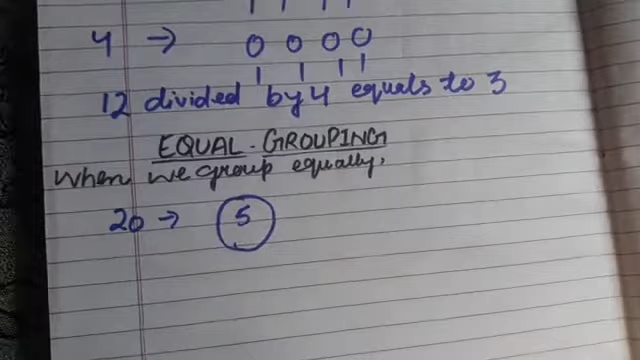 4 → 0 0 0 0
12 divided by 4 equals to 3
EQUAL - GROUPING
When we group equally,
20 → 5